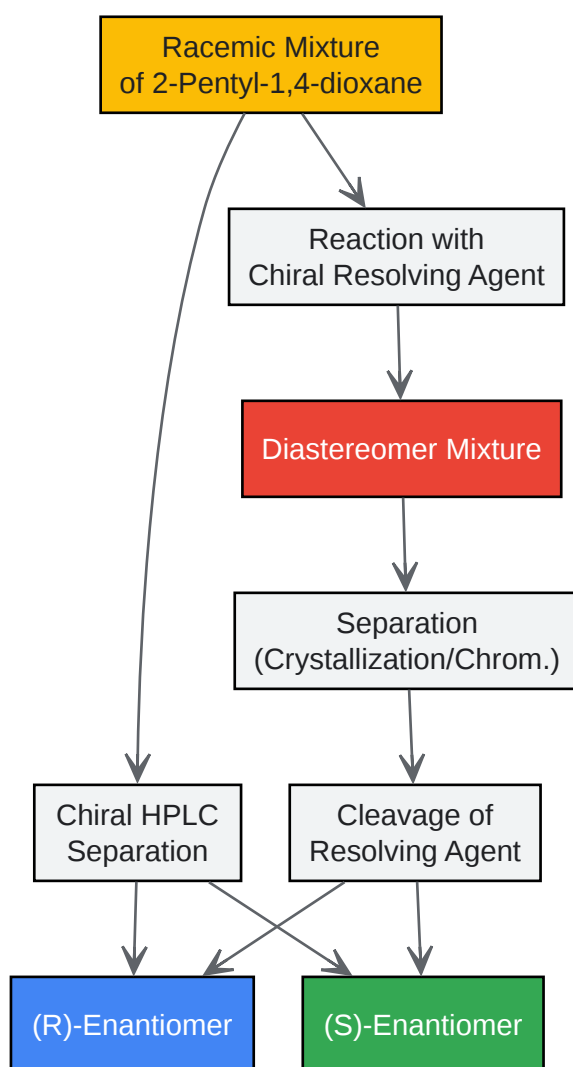 Racemic Mixture
of 2-Pentyl-1,4-dioxane
Reaction with
Chiral Resolving Agent
Diastereomer Mixture
Separation
(Crystallization/Chrom.)
Chiral HPLC
Separation
Cleavage of
Resolving Agent
(R)-Enantiomer
(S)-Enantiomer